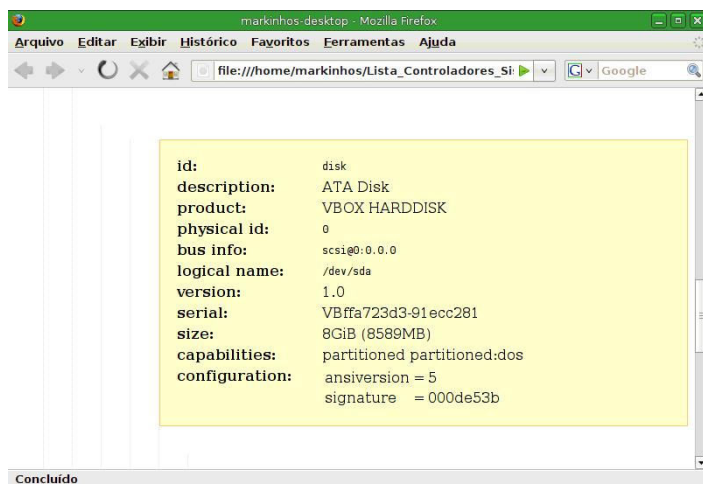 markinhos-desktop - Mozilla Firefox
Arquivo Editar Exibir Histórico Favoritos Ferramentas Ajuda
file:///home/markinhos/Lista_Controladores_Si: G Google
id: disk
description: ATA Disk
product: VBOX HARDDISK
physical id: 0
bus info: scsi@0:0.0.0
logical name: /dev/sda
version: 1.0
serial: VBffa723d3-91ecc281
size: 8GiB (8589MB)
capabilities: partitioned partitioned:dos
configuration: ansiversion = 5
signature = 000de53b
Concluído